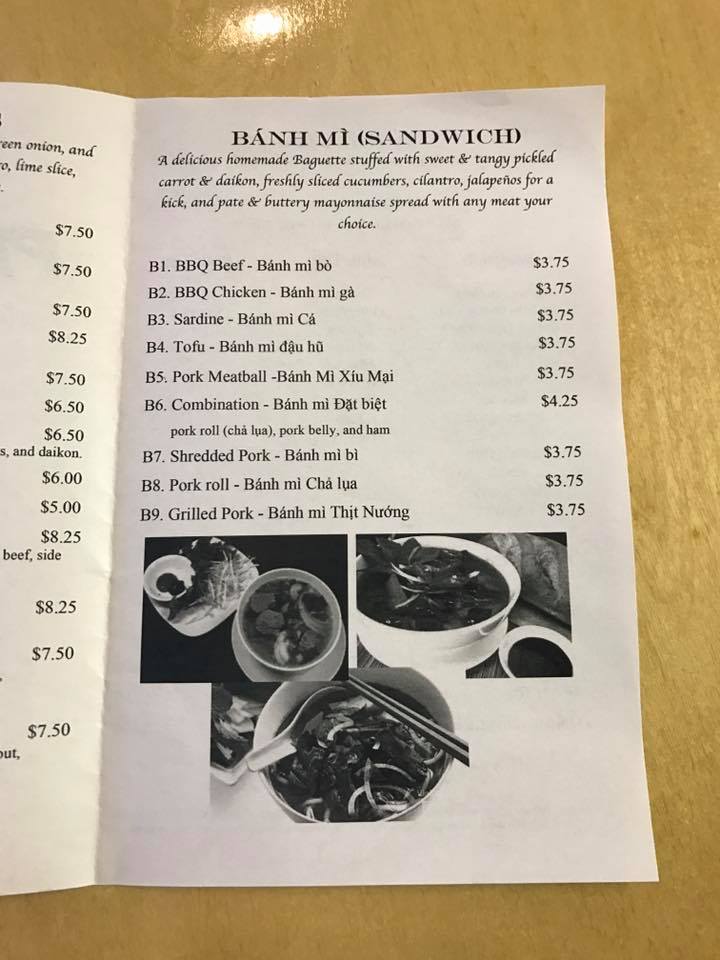 een onion, and
o, lime slice,
$7.50
$7.50
$7.50
$8.25
$7.50
$6.50
$6.50
s, and daikon.
$6.00
$5.00
$8.25
beef, side
$8.25
$7.50
$7.50
out,
BÁNH MÌ (SANDWICH)
A delicious homemade Baguette stuffed with sweet & tangy pickled
carrot & daikon, freshly sliced cucumbers, cilantro, jalapeños for a
kick, and pate & buttery mayonnaise spread with any meat your
choice.
B1. BBQ Beef - Bánh mì bò $3.75
B2. BBQ Chicken - Bánh mì gà $3.75
B3. Sardine - Bánh mì Cá $3.75
B4. Tofu - Bánh mì đậu hũ $3.75
B5. Pork Meatball -Bánh Mì Xíu Mại $3.75
B6. Combination - Bánh mì Đặt biệt $4.25
pork roll (chả lụa), pork belly, and ham
B7. Shredded Pork - Bánh mì bì $3.75
B8. Pork roll - Bánh mì Chả lụa $3.75
B9. Grilled Pork - Bánh mì Thịt Nướng $3.75